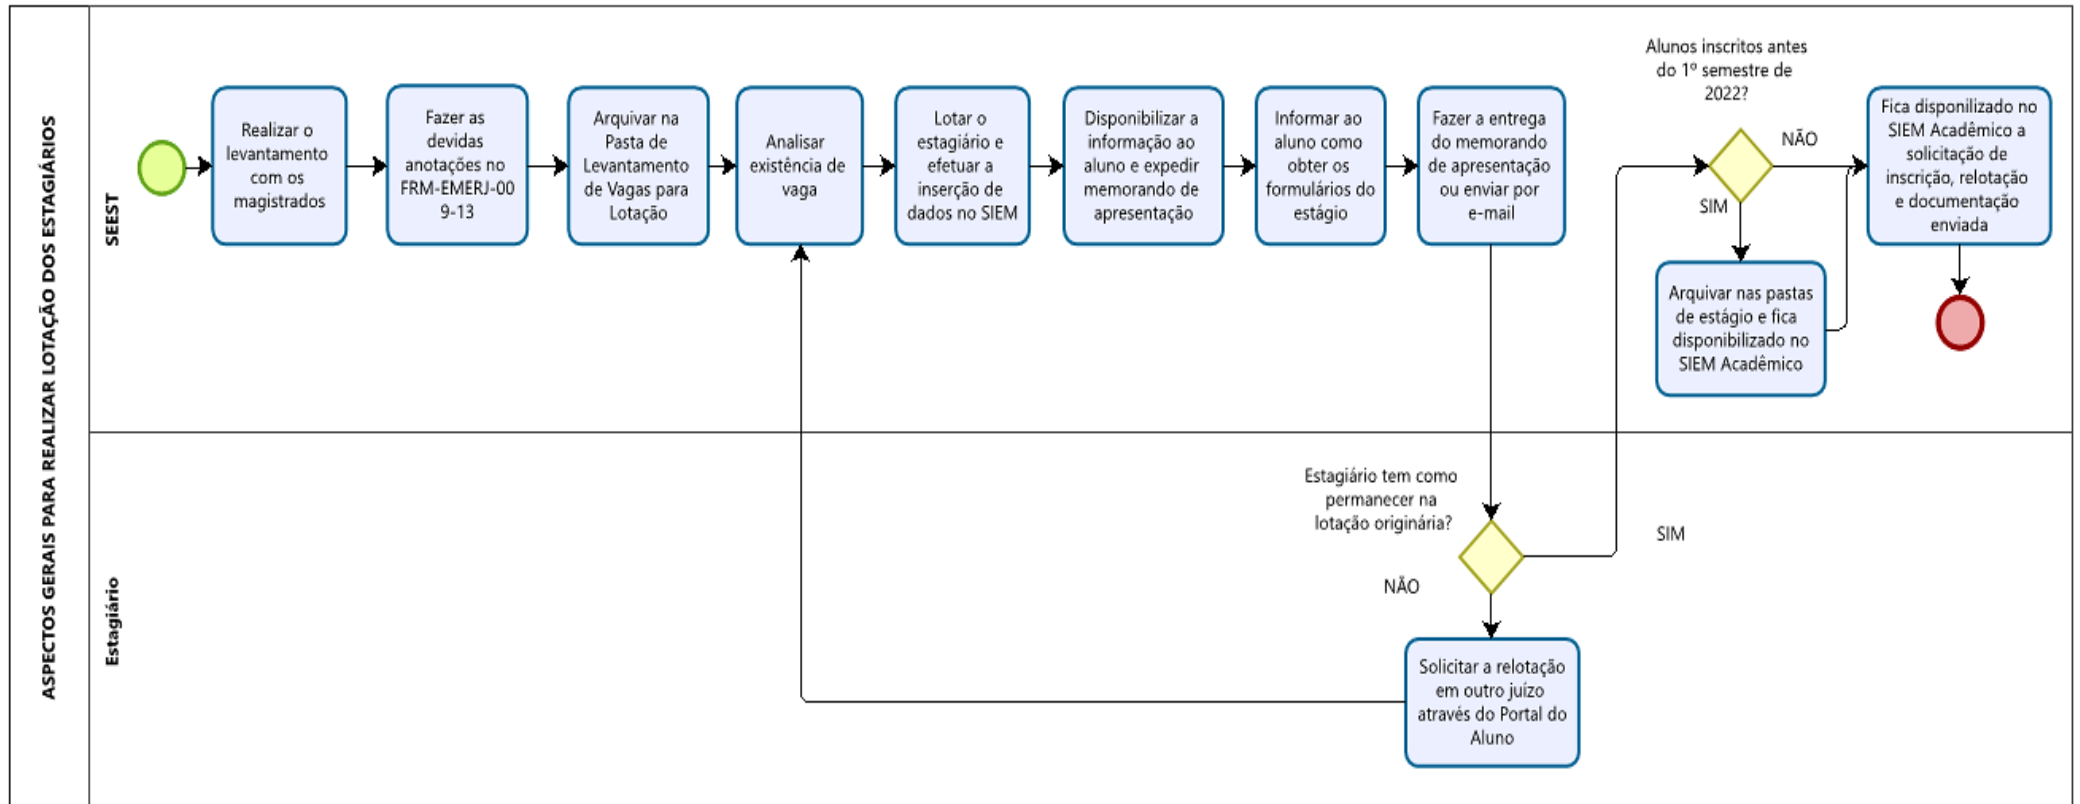 ASPECTOS GERAIS PARA REALIZAR LOTAÇÃO DOS ESTAGIÁRIOS
SEEST
Realizar o
levantamento
com os
magistrados
Fazer as
devidas
anotações no
FRM-EMERJ-00
9-13
Arquivar na
Pasta de
Levantamento
de Vagas para
Lotação
Analisar
existência de
vaga
Lotar o
estagiário e
efetuar a
inserção de
dados no SIEM
Disponibilizar a
informação ao
aluno e expedir
memorando de
apresentação
Informar ao
aluno como
obter os
formulários do
estágio
Fazer a entrega
do memorando
de apresentação
ou enviar por
e-mail
Alunos inscritos antes
do 1º semestre de
2022?
NÃO
SIM
Fica disponilizado no
SIEM Acadêmico a
solicitação de
inscrição, relotação
e documentação
enviada
Arquivar nas pastas
de estágio e fica
disponibilizado no
SIEM Acadêmico
Estagiário
Estagiário tem como
permanecer na
lotação originária?
SIM
NÃO
Solicitar a relotação
em outro juízo
através do Portal do
Aluno